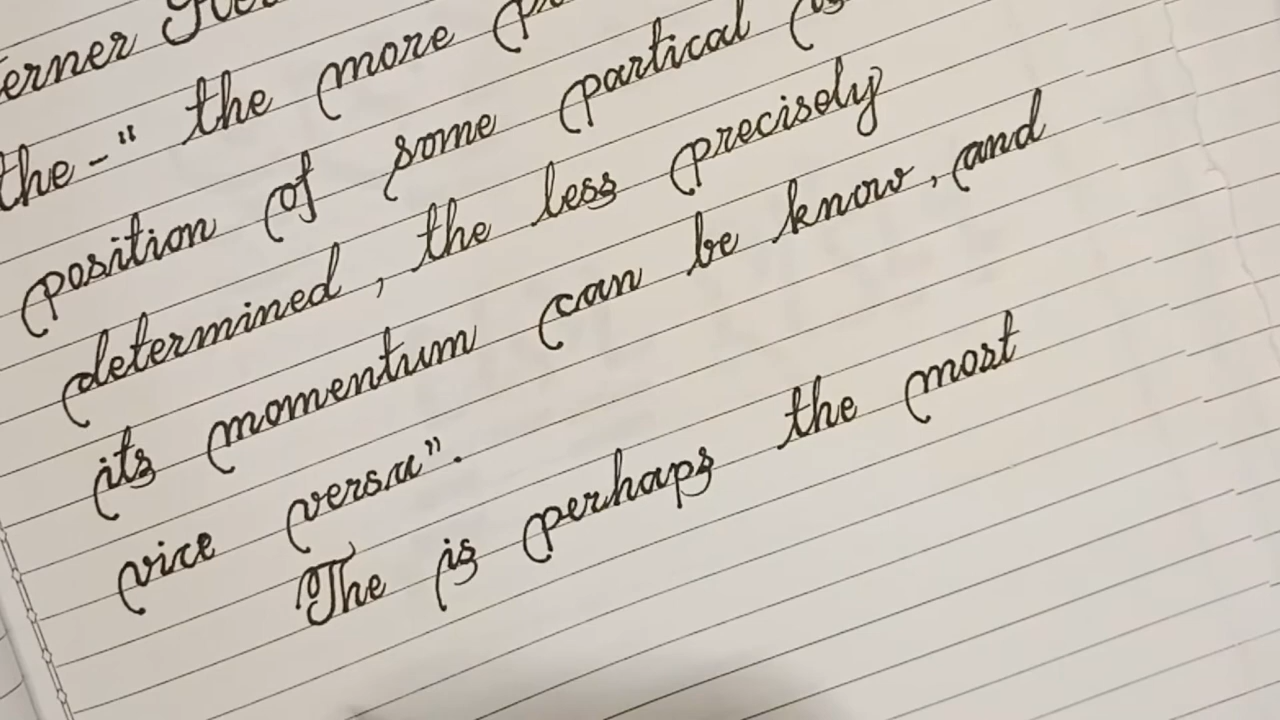 the-" the more
position of some partical
determined, the less precisely
its momentum can be know, and
vice versa".
The is perhaps the most